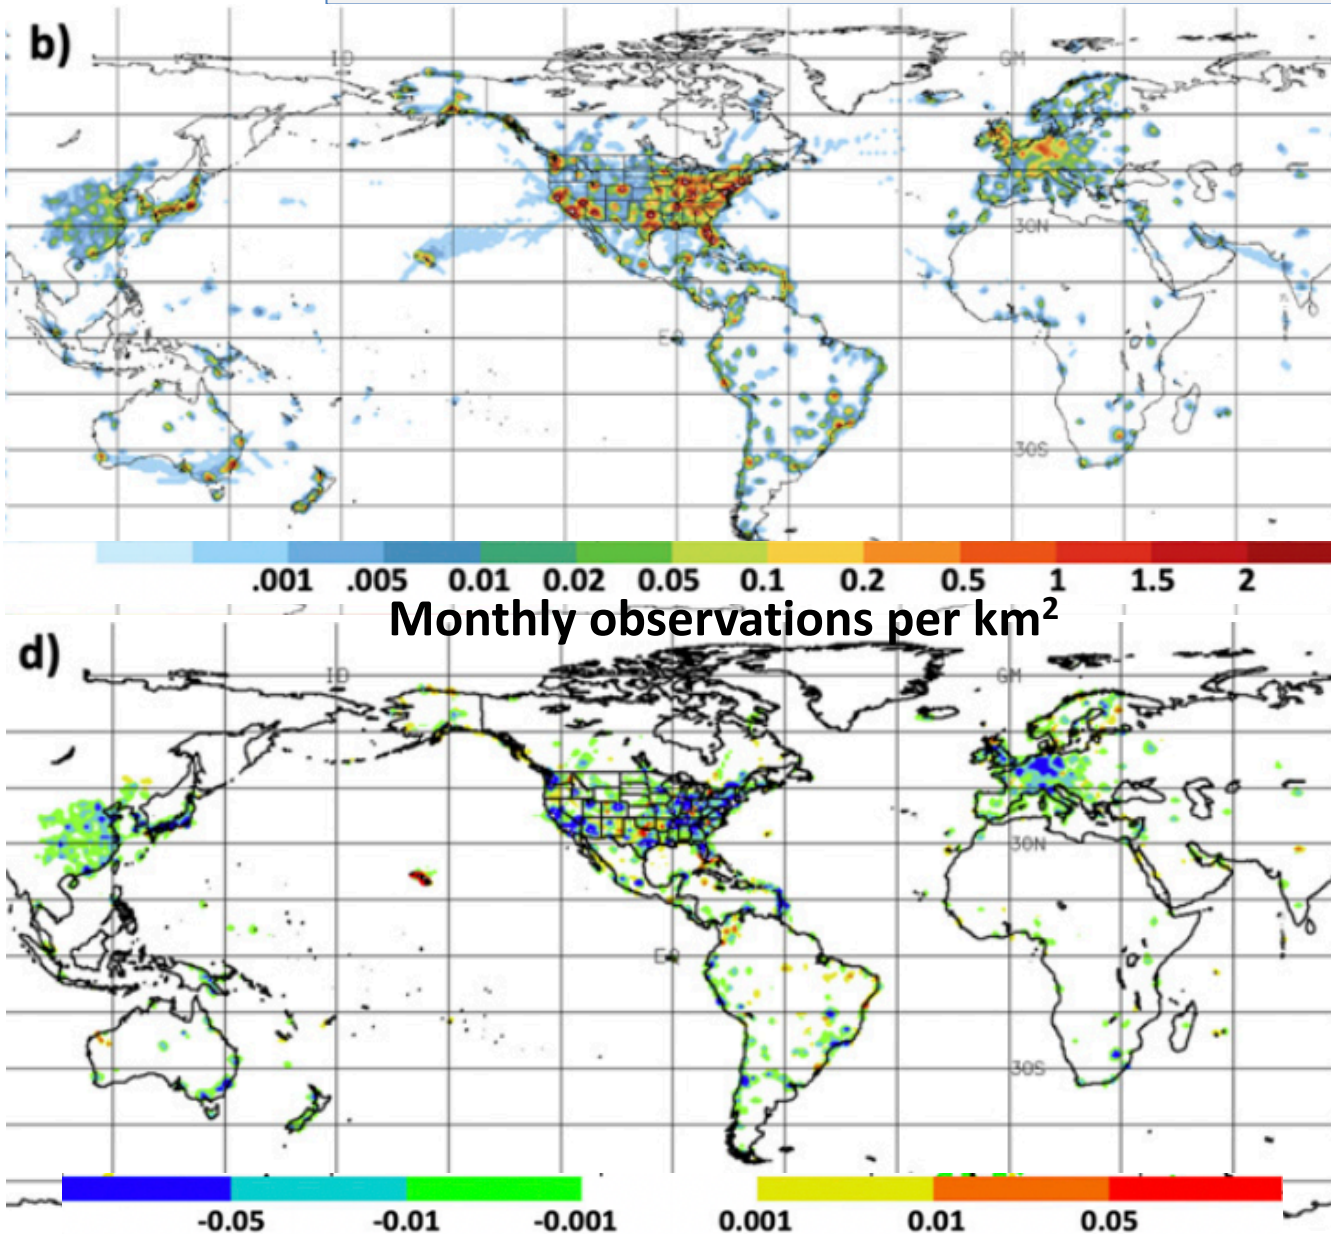 b)
ID
GM
30N
EQ
30S
.001 .005 0.01 0.02 0.05 0.1 0.2 0.5 1 1.5 2
Monthly observations per km²
d)
ID
GM
30N
EQ
30S
-0.05 -0.01 -0.001 0.001 0.01 0.05